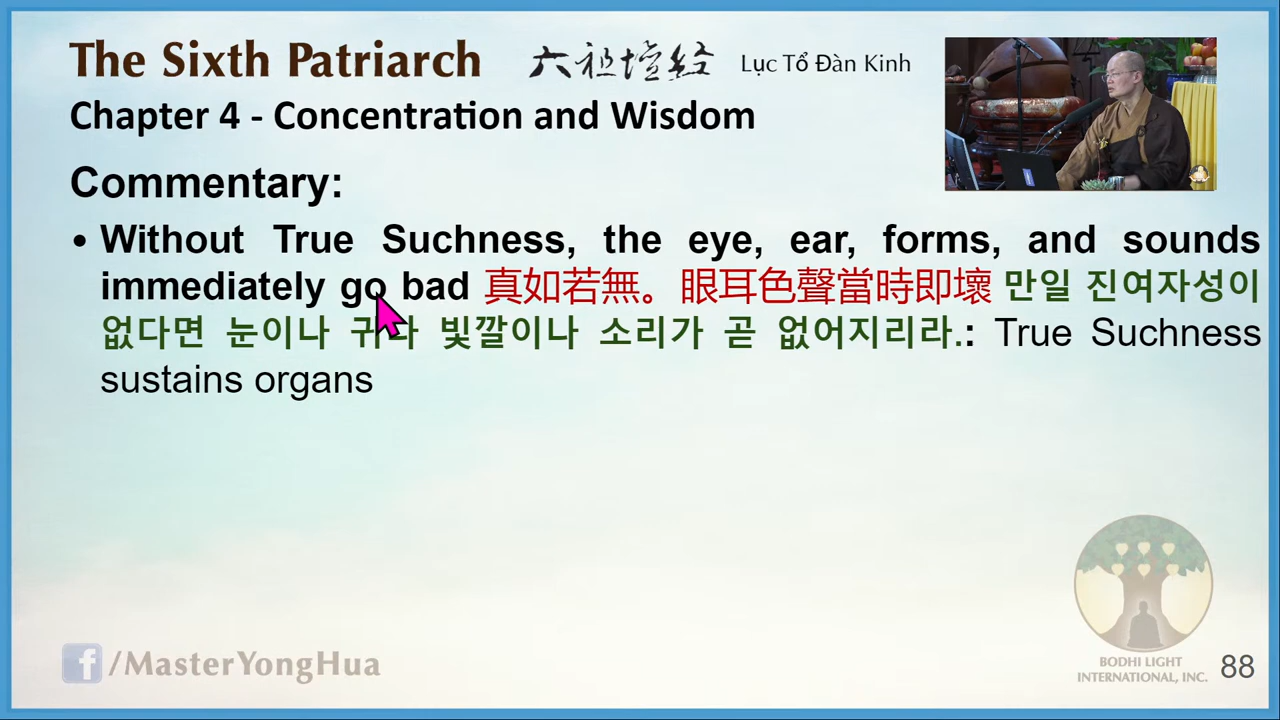 The Sixth Patriarch 六祖壇經 Lục Tổ Đàn Kinh
Chapter 4 - Concentration and Wisdom
Commentary:
• Without True Suchness, the eye, ear, forms, and sounds
immediately go bad 真如若無。眼耳色聲當時即壞 만일 진여자성이
없다면 눈이나 귀나 빛깔이나 소리가 곧 없어지리라.: True Suchness
sustains organs
f /MasterYongHua
BODHI LIGHT
INTERNATIONAL, INC.
88